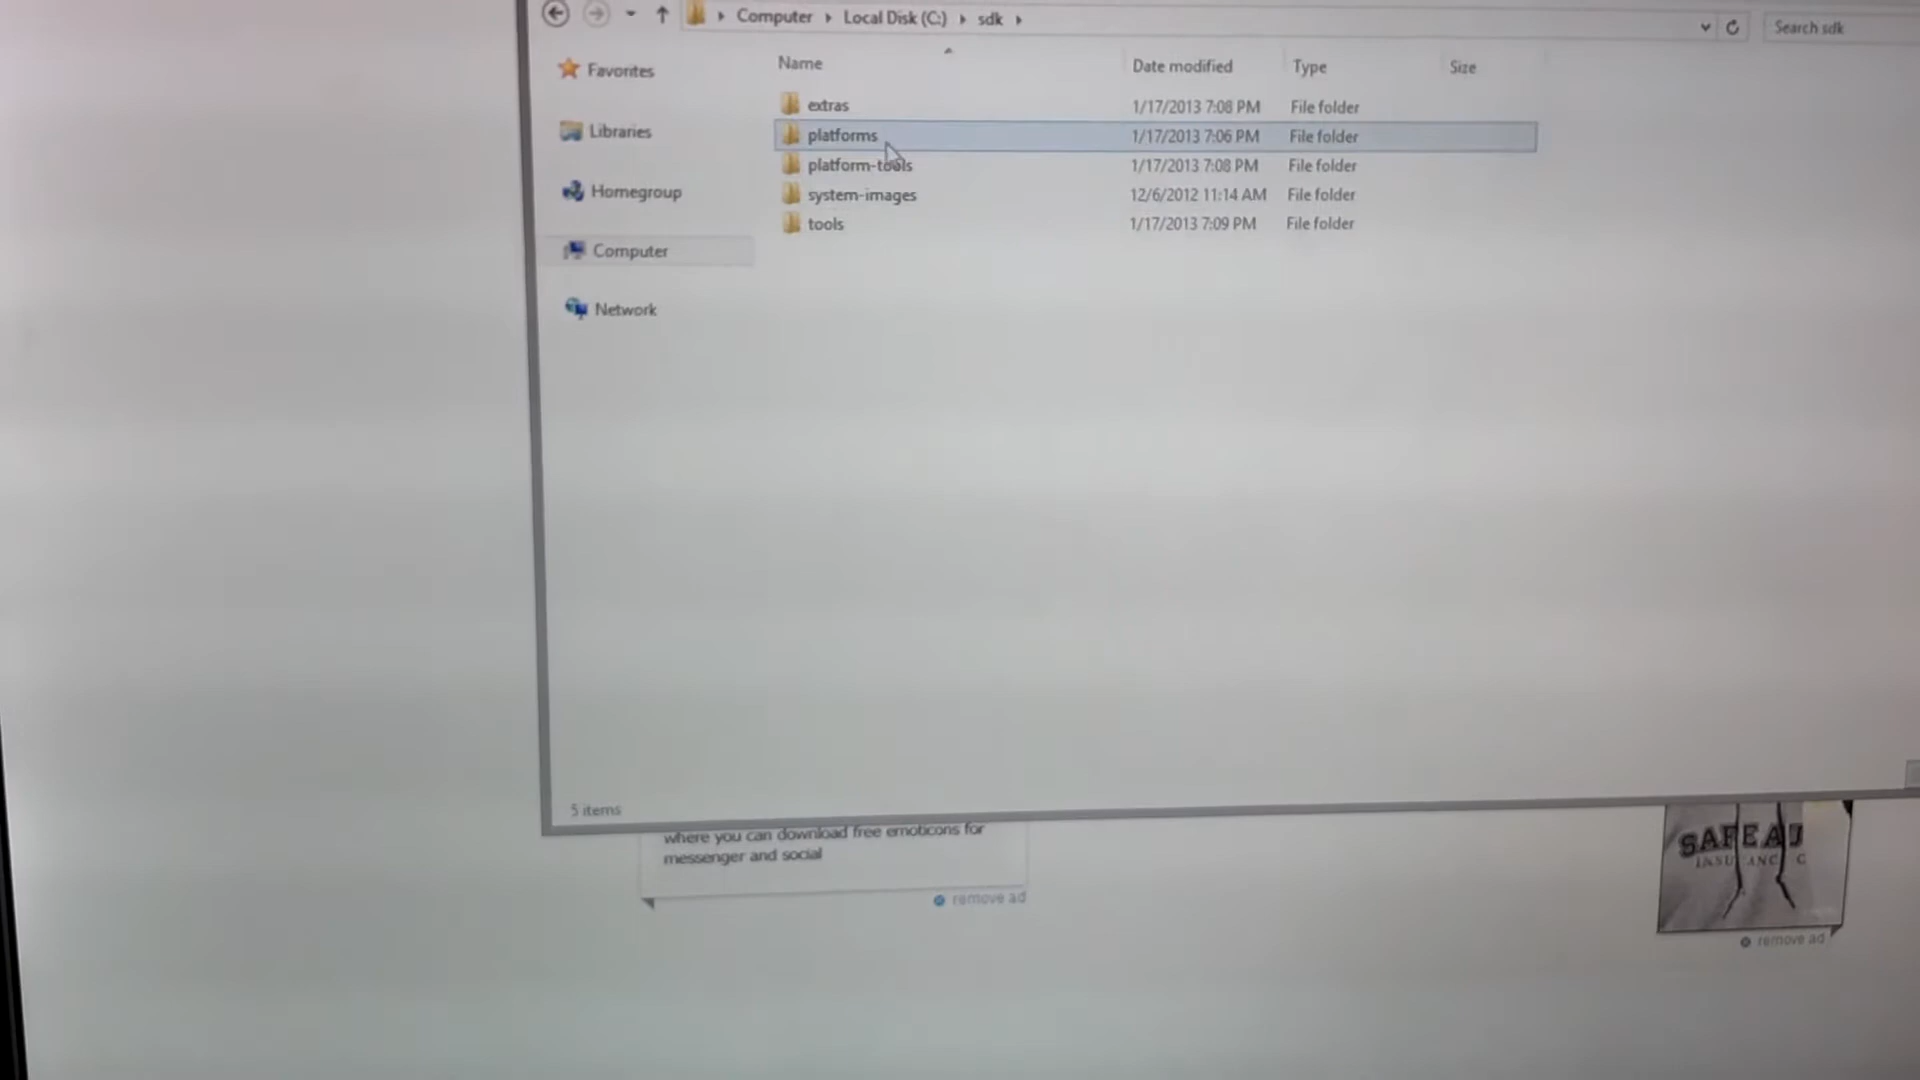 Computer Local Disk (C:) sdk
Search sdk
Name Date modified Type Size
Favorites
Libraries
Homegroup
Computer
Network
extras 1/17/2013 7:08 PM File folder
platforms 1/17/2013 7:06 PM File folder
platform-tools 1/17/2013 7:08 PM File folder
system-images 12/6/2012 11:14 AM File folder
tools 1/17/2013 7:09 PM File folder
5 items
where you can download free emoticons for
messenger and social
remove ad
remove ad